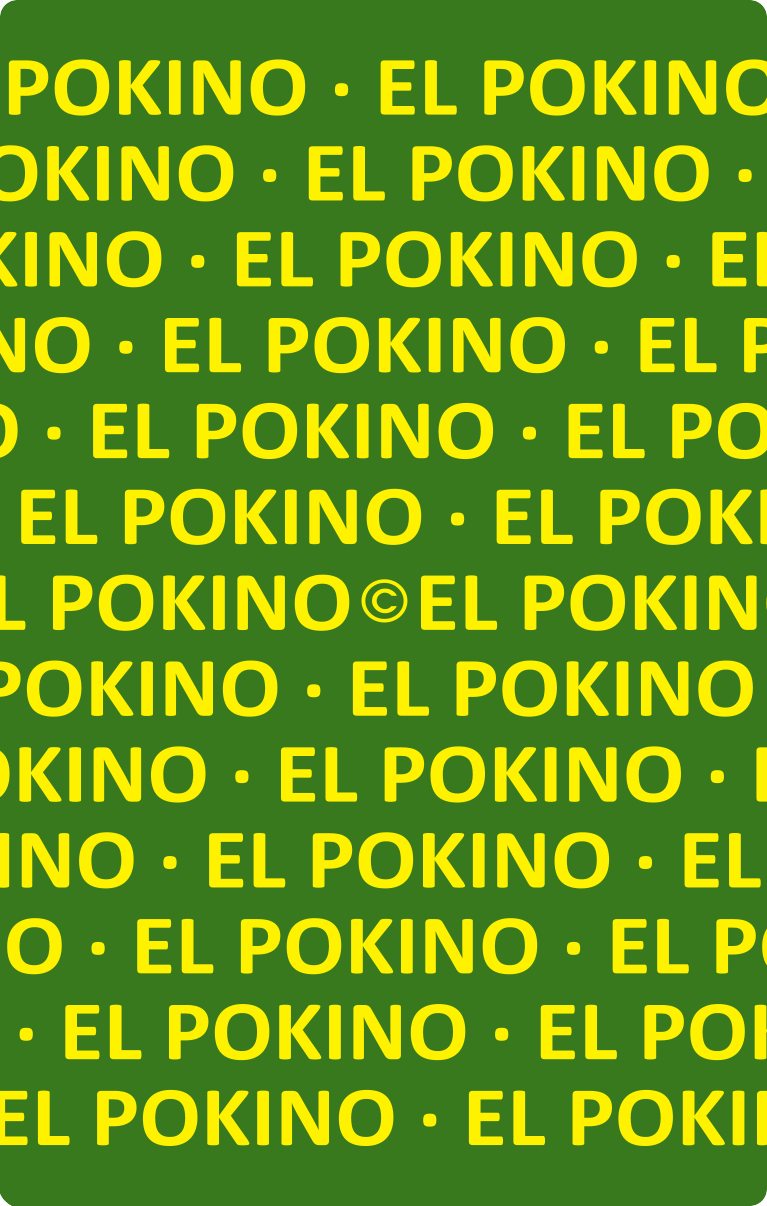 POKINO · EL POKINO
OKINO · EL POKINO ·
KINO · EL POKINO · EL
NO · EL POKINO · EL P
O · EL POKINO · EL PO
EL POKINO · EL POKI
L POKINO©EL POKINO
POKINO · EL POKINO
OKINO · EL POKINO · E
INO · EL POKINO · EL
O · EL POKINO · EL PO
· EL POKINO · EL POK
EL POKINO · EL POKIN